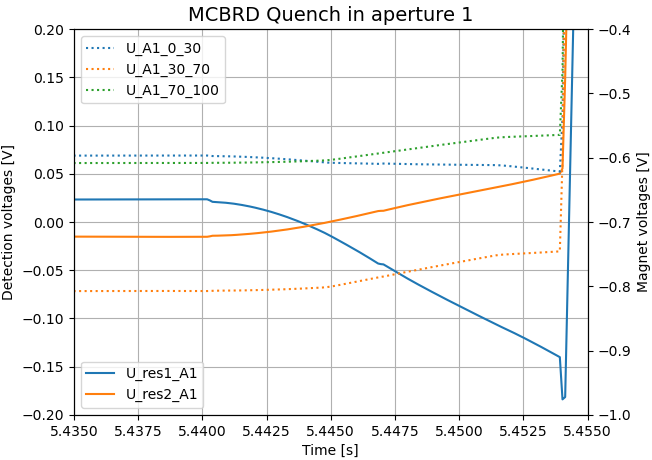 MCBRD Quench in aperture 1
U_A1_0_30
U_A1_30_70
U_A1_70_100
U_res1_A1
U_res2_A1
Detection voltages [V]
0.20
0.15
0.10
0.05
0.00
−0.05
−0.10
−0.15
−0.20
Magnet voltages [V]
−0.4
−0.5
−0.6
−0.7
−0.8
−0.9
−1.0
5.4350 5.4375 5.4400 5.4425 5.4450 5.4475 5.4500 5.4525 5.4550
Time [s]